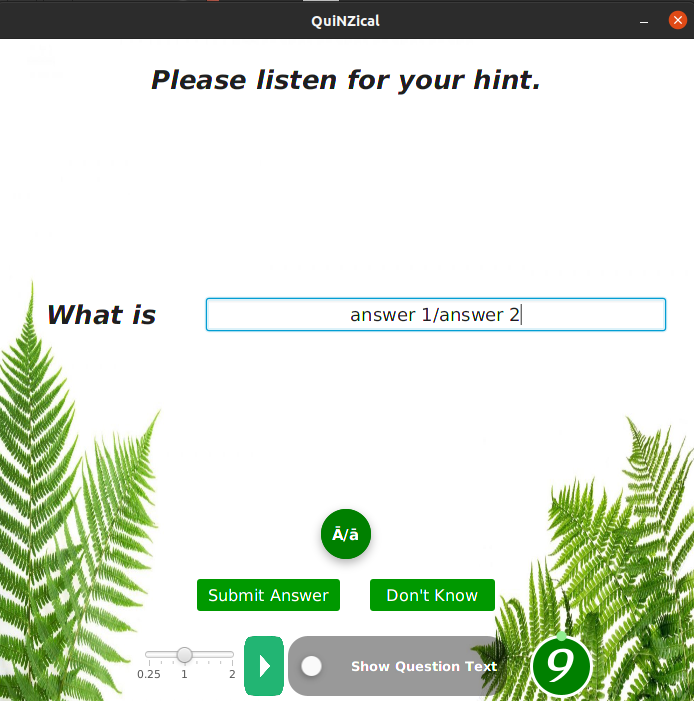 QuiNZical
Please listen for your hint.
What is answer 1/answer 2
Ā/ā
Submit Answer Don't Know
0.25 1 2 Show Question Text 9